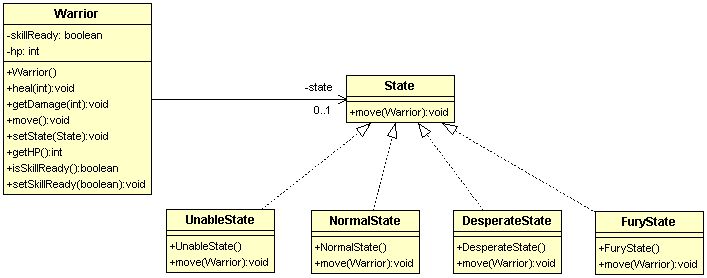 Warrior
-skillReady: boolean
-hp: int
+Warrior()
+heal(int):void
+getDamage(int):void
+move():void
+setState(State):void
+getHP():int
+isSkillReady():boolean
+setSkillReady(boolean):void
-state
0..1
State
+move(Warrior):void
UnableState
+UnableState()
+move(Warrior):void
NormalState
+NormalState()
+move(Warrior):void
DesperateState
+DesperateState()
+move(Warrior):void
FuryState
+FuryState()
+move(Warrior):void